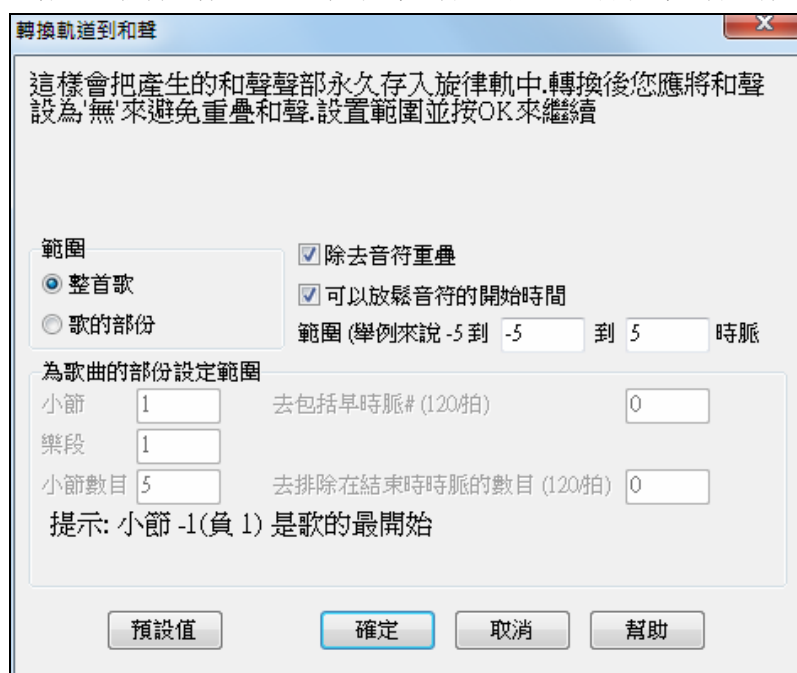 轉換軌道到和聲
這樣會把產生的和聲聲部永久存入旋律軌中.轉換後您應將和聲
設為'無'來避免重疊和聲.設置範圍並按OK來繼續
範圍
整首歌
歌的部份
除去音符重疊
可以放鬆音符的開始時間
範圍 (舉例來說 -5 到 -5 到 5 時脈
為歌曲的部份設定範圍
小節 1 去包括早時脈# (120/拍) 0
樂段 1
小節數目 5 去排除在結束時時脈的數目 (120/拍) 0
提示: 小節 -1(負 1) 是歌的最開始
預設值 確定 取消 幫助